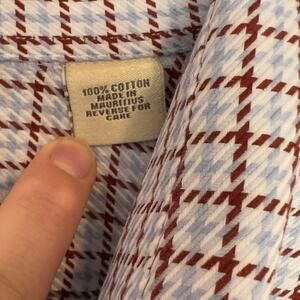 100% COTTON
MADE IN
MAURITIUS
REVERSE FOR
CARE